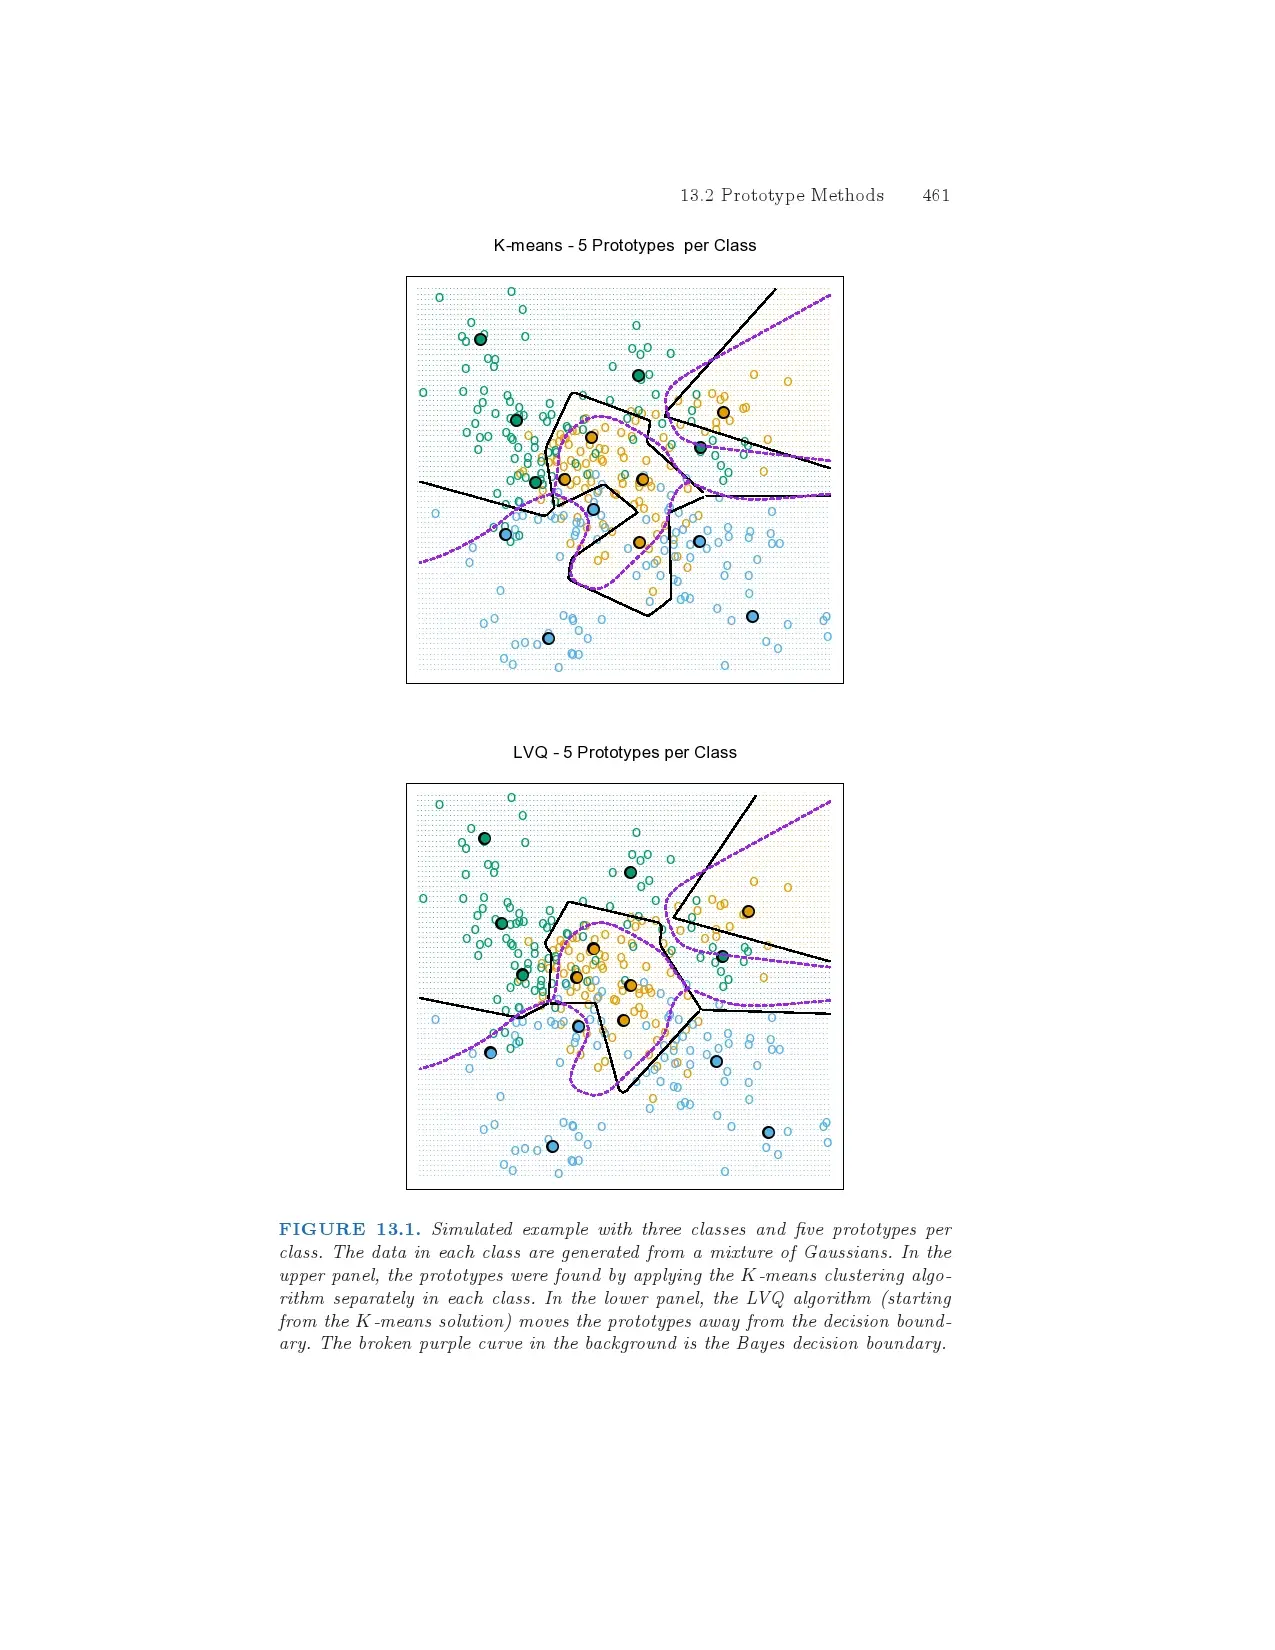 13.2 Prototype Methods 461
K-means - 5 Prototypes per Class
LVQ - 5 Prototypes per Class
FIGURE 13.1. Simulated example with three classes and five prototypes per
class. The data in each class are generated from a mixture of Gaussians. In the
upper panel, the prototypes were found by applying the K-means clustering algo-
rithm separately in each class. In the lower panel, the LVQ algorithm (starting
from the K-means solution) moves the prototypes away from the decision bound-
ary. The broken purple curve in the background is the Bayes decision boundary.